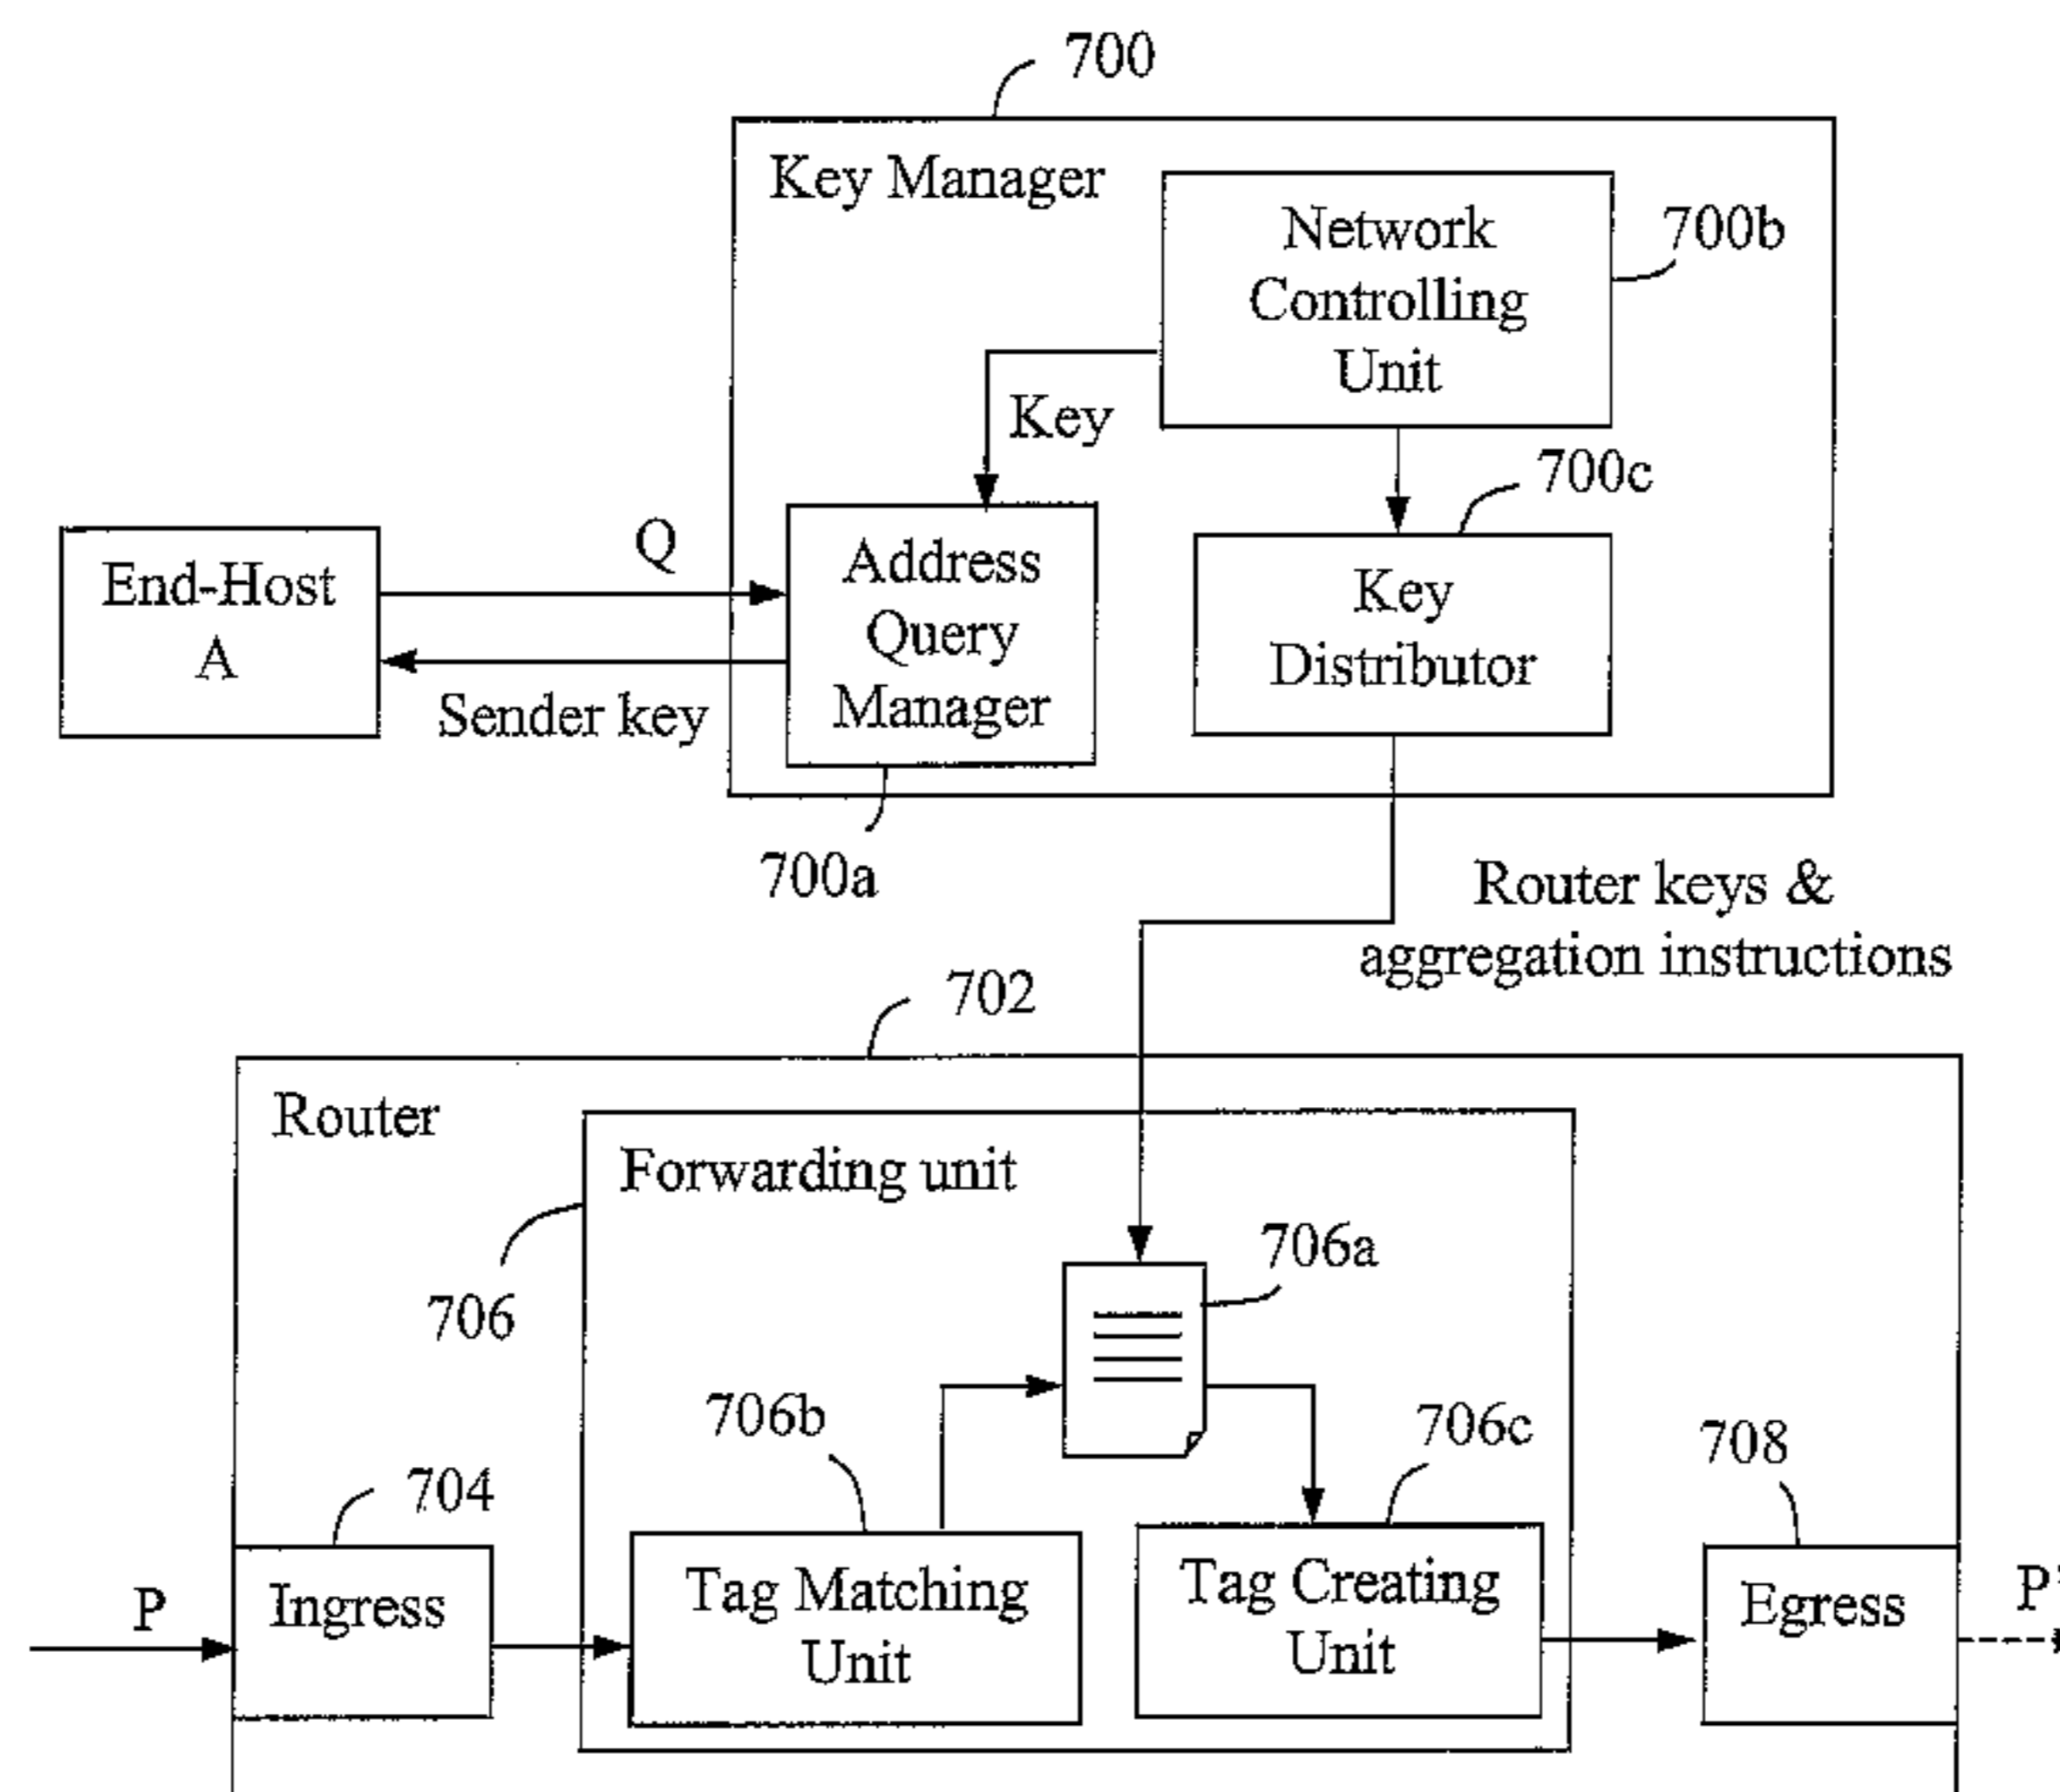 700
Key Manager
Network
Controlling
Unit
700b
Key
700c
Q
End-Host
A
Address
Query
Manager
Key
Distributor
Sender key
700a
Router keys &
aggregation instructions
702
Router
Forwarding unit
706a
706
706b
706c
708
704
P
Ingress
Tag Matching
Unit
Tag Creating
Unit
Egress
P'